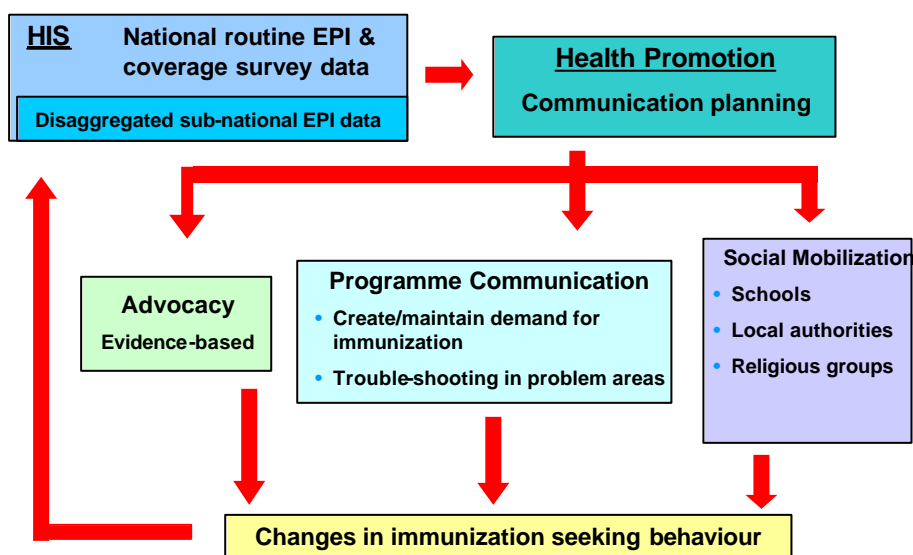 HIS National routine EPI &
coverage survey data
Disaggregated sub-national EPI data
Health Promotion
Communication planning
Advocacy
Evidence-based
Programme Communication
• Create/maintain demand for
immunization
• Trouble-shooting in problem areas
Social Mobilization
• Schools
• Local authorities
• Religious groups
Changes in immunization seeking behaviour